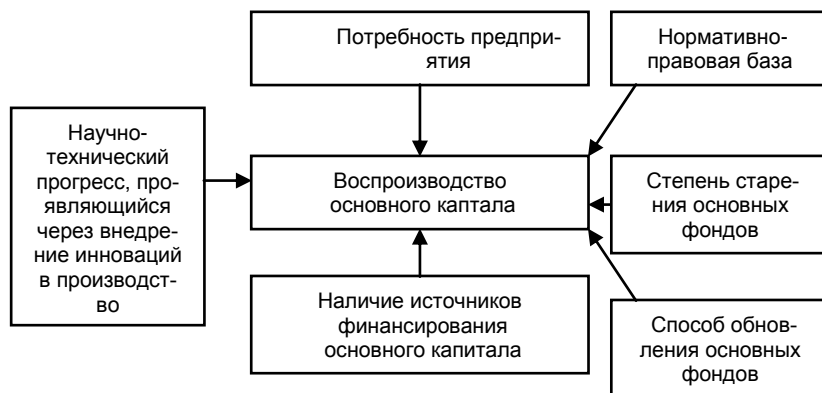 Потребность предпри-
ятия
Нормативно-
правовая база
Научно-
технический
прогресс, про-
являющийся
через внедре-
ние инноваций
в производст-
во
Воспроизводство
основного каптала
Степень старе-
ния основных
фондов
Наличие источников
финансирования
основного капитала
Способ обнов-
ления основных
фондов